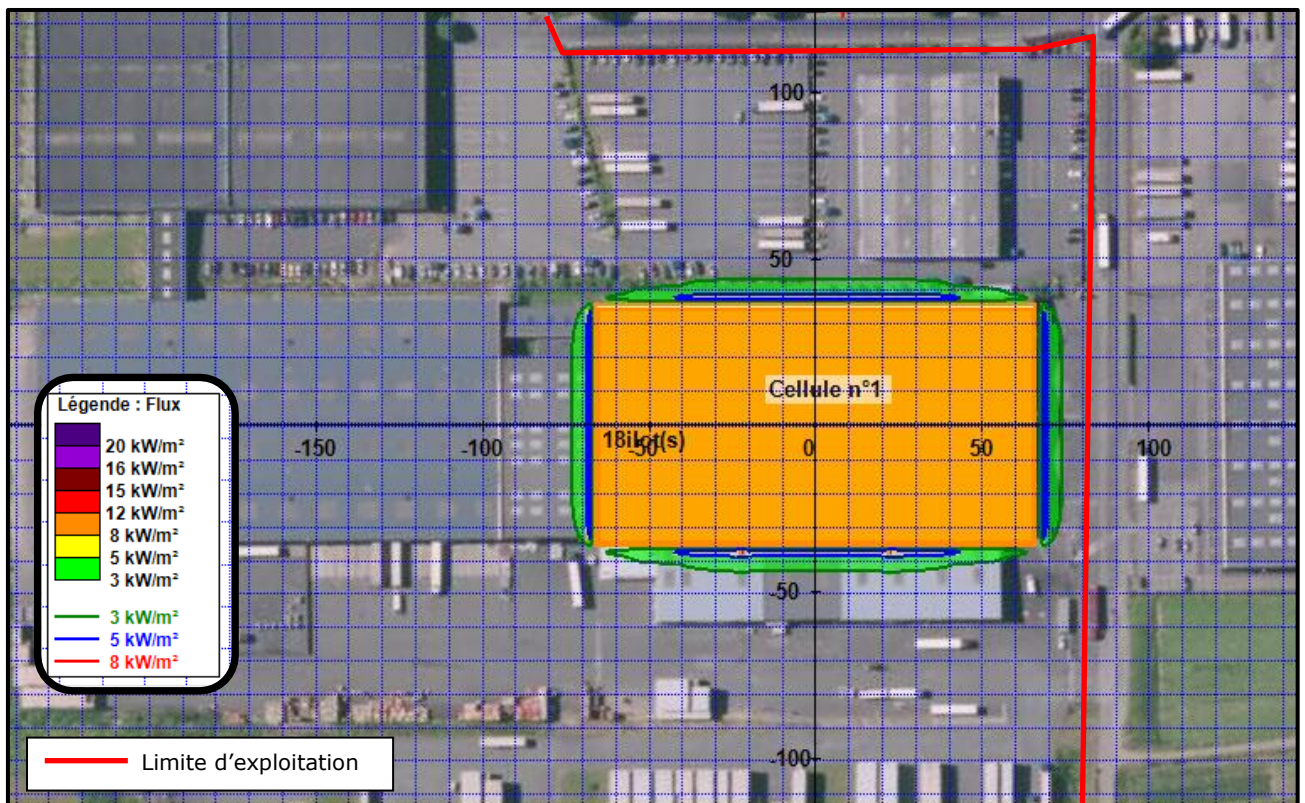 100
50
Cellule n°1
18ilot(s)
-150
-100
-50
0
50
100
-50
-100
Légende : Flux
20 kW/m²
16 kW/m²
15 kW/m²
12 kW/m²
8 kW/m²
5 kW/m²
3 kW/m²
3 kW/m²
5 kW/m²
8 kW/m²
Limite d’exploitation